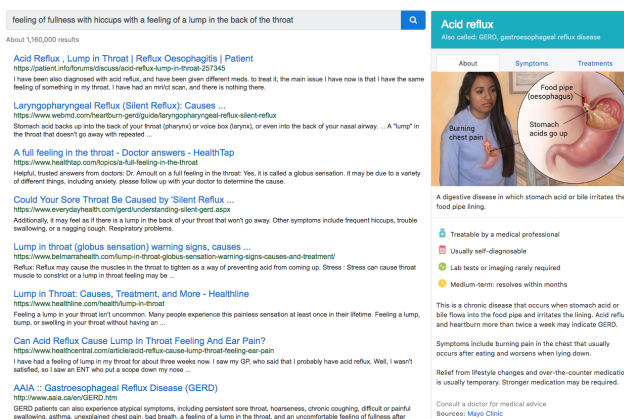 feeling of fullness with hiccups with a feeling of a lump in the back of the throat
About 1,160,000 results
Acid Reflux , Lump in Throat | Reflux Oesophagitis | Patient
https://patient.info/forums/discuss/acid-reflux-lump-in-throat-257345
I have been also diagnosed with acid reflux, and have been given different meds. to treat it, the main issue I have now is that I have the same
feeling of something in my throat. I have had an mri/ct scan, and there is nothing there.
Laryngopharyngeal Reflux (Silent Reflux): Causes ...
https://www.webmd.com/heartburn-gerd/guide/laryngopharyngeal-reflux-silent-reflux
Stomach acid backs up into the back of your throat (pharynx) or voice box (larynx), or even into the back of your nasal airway. ... A "lump" in
the throat that doesn't go away with repeated ...
A full feeling in the throat - Doctor answers - HealthTap
https://www.healthtap.com/topics/a-full-feeling-in-the-throat
Helpful, trusted answers from doctors: Dr. Amoult on a full feeling in the throat: Yes, it is called a globus sensation. it may be due to a variety
of different things, including anxiety. please follow up with your doctor to determine the cause.
Could Your Sore Throat Be Caused by 'Silent Reflux ...
https://www.everydayhealth.com/gerd/understanding-silent-gerd.aspx
Additionally, it may feel as if there is a lump in the back of your throat that won't go away. Other symptoms include frequent hiccups, trouble
swallowing, or a nagging cough. Respiratory problems.
Lump in throat (globus sensation) warning signs, causes ...
https://www.belmarrahealth.com/lump-in-throat-globus-sensation-warning-signs-causes-and-treatment/
Reflux: Reflux may cause the muscles in the throat to tighten as a way of preventing acid from coming up. Stress : Stress can cause throat
muscle to constrict or a lump in throat feeling may be ...
Lump in Throat: Causes, Treatment, and More - Healthline
https://www.healthline.com/health/lump-in-throat
Feeling a lump in your throat isn't uncommon. Many people experience this painless sensation at least once in their lifetime. Feeling a lump,
bump, or swelling in your throat without having an ...
Can Acid Reflux Cause Lump In Throat Feeling And Ear Pain?
https://www.healthcentral.com/article/acid-reflux-cause-lump-throat-feeling-ear-pain
I have had a feeling of lump in my throat for about three weeks now. I saw my GP, who said that I probably have acid reflux. Well, I wasn't
satisfied, so I saw an ENT who put a scope down my nose ...
AAIA :: Gastroesophageal Reflux Disease (GERD)
http://www.aaia.ca/en/GERD.htm
GERD patients can also experience atypical symptoms, including persistent sore throat, hoarseness, chronic coughing, difficult or painful
swallowing, asthma, unexplained chest pain, bad breath, a feeling of a lump in the throat, and an uncomfortable feeling of fullness after
Acid reflux
Also called: GERD, gastroesophageal reflux disease
About Symptoms Treatments
Food pipe
(oesophagus)
Stomach
acids go up
Burning
chest pain
A digestive disease in which stomach acid or bile irritates the
food pipe lining.
Treatable by a medical professional
Usually self-diagnosable
Lab tests or imaging rarely required
Medium-term: resolves within months
This is a chronic disease that occurs when stomach acid or
bile flows into the food pipe and irritates the lining. Acid reflu
and heartburn more than twice a week may indicate GERD.
Symptoms include burning pain in the chest that usually
occurs after eating and worsens when lying down.
Relief from lifestyle changes and over-the-counter medicatio
is usually temporary. Stronger medication may be required.
Consult a doctor for medical advice
Sources: Mayo Clinic